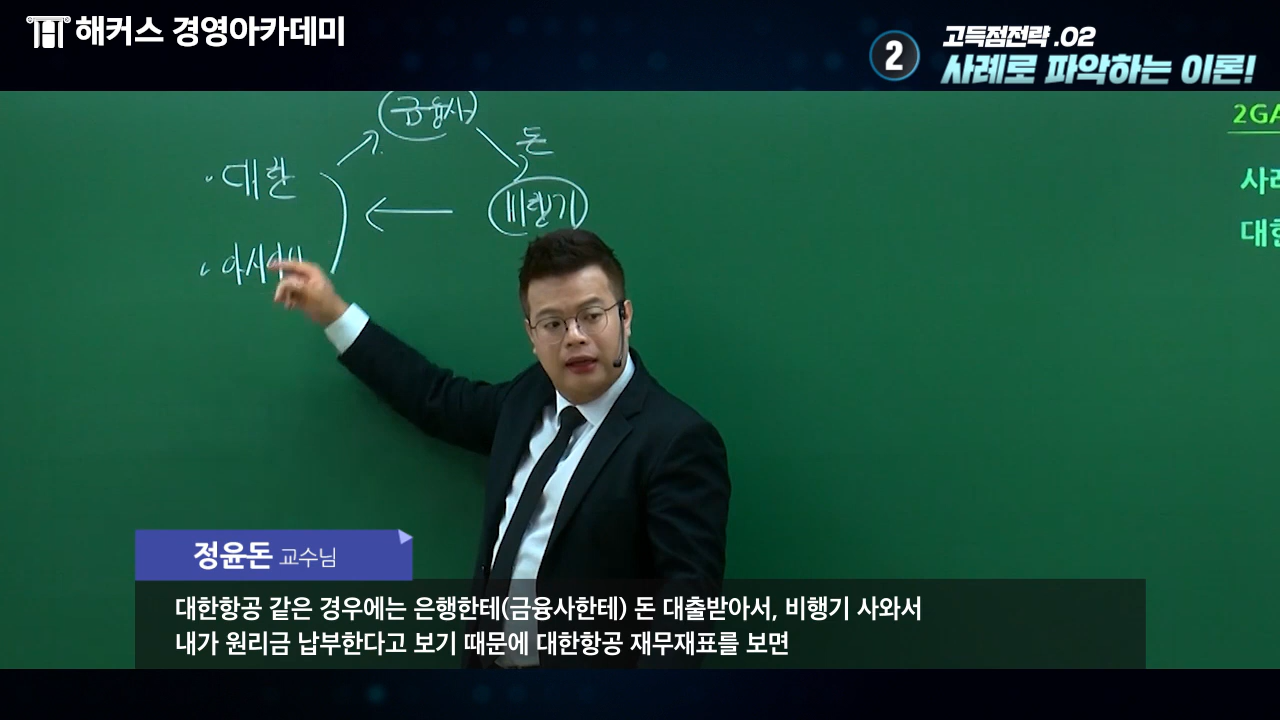 해커스 경영아카데미
2 고득점전략 .02
사례로 파악하는 이론!
금융사
돈
대한
비행기
아시아나
2GA
사례
대한
정윤돈 교수님
대한항공 같은 경우에는 은행한테(금융사한테) 돈 대출받아서, 비행기 사와서
내가 원리금 납부한다고 보기 때문에 대한항공 재무재표를 보면